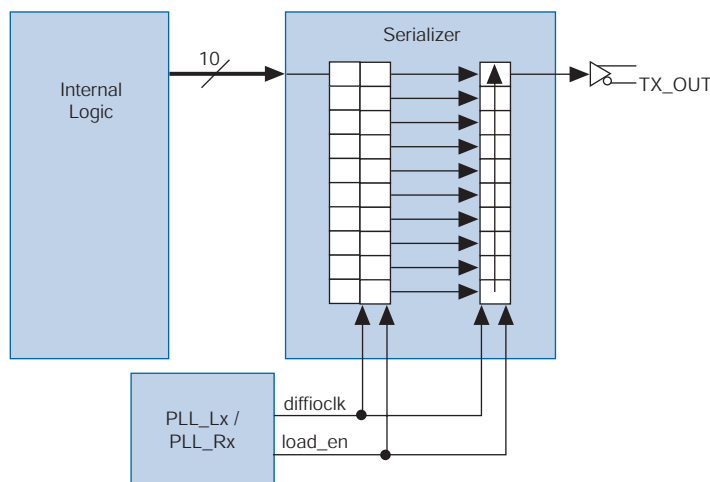 Serializer
10
Internal
Logic
TX_OUT
diffioclk
PLL_Lx /
PLL_Rx
load_en